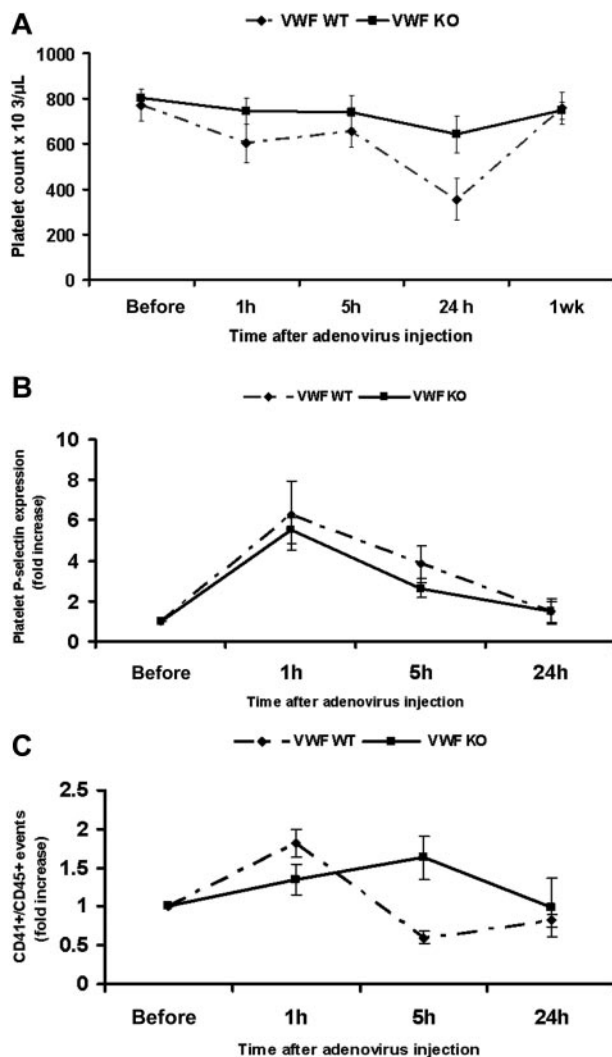 A
VWF WT VWF KO
Platelet count x 10 3/µL
1000
800
600
400
200
0
Before 1h 5h 24 h 1wk
Time after adenovirus injection
B
VWF WT VWF KO
Platelet P-selectin expression
(fold increase)
10
8
6
4
2
0
Before 1h 5h 24h
Time after adenovirus injection
C
VWF WT VWF KO
CD41+/CD45+ events
(fold increase)
2.5
2
1.5
1
0.5
0
Before 1h 5h 24h
Time after adenovirus injection